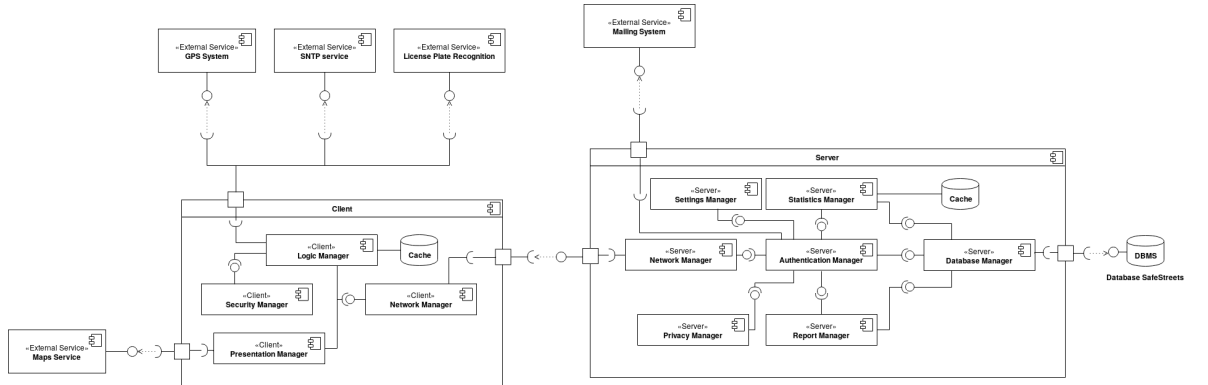 «External Service»
Mailing System
«External Service»
GPS System
«External Service»
SNTP service
«External Service»
License Plate Recognition
Server
«Server»
Settings Manager
«Server»
Statistics Manager
Cache
Client
«Client»
Logic Manager
Cache
«Server»
Network Manager
«Server»
Authentication Manager
«Server»
Database Manager
DBMS
Database SafeStreets
«Client»
Security Manager
«Client»
Network Manager
«Server»
Privacy Manager
«Server»
Report Manager
«External Service»
Maps Service
«Client»
Presentation Manager